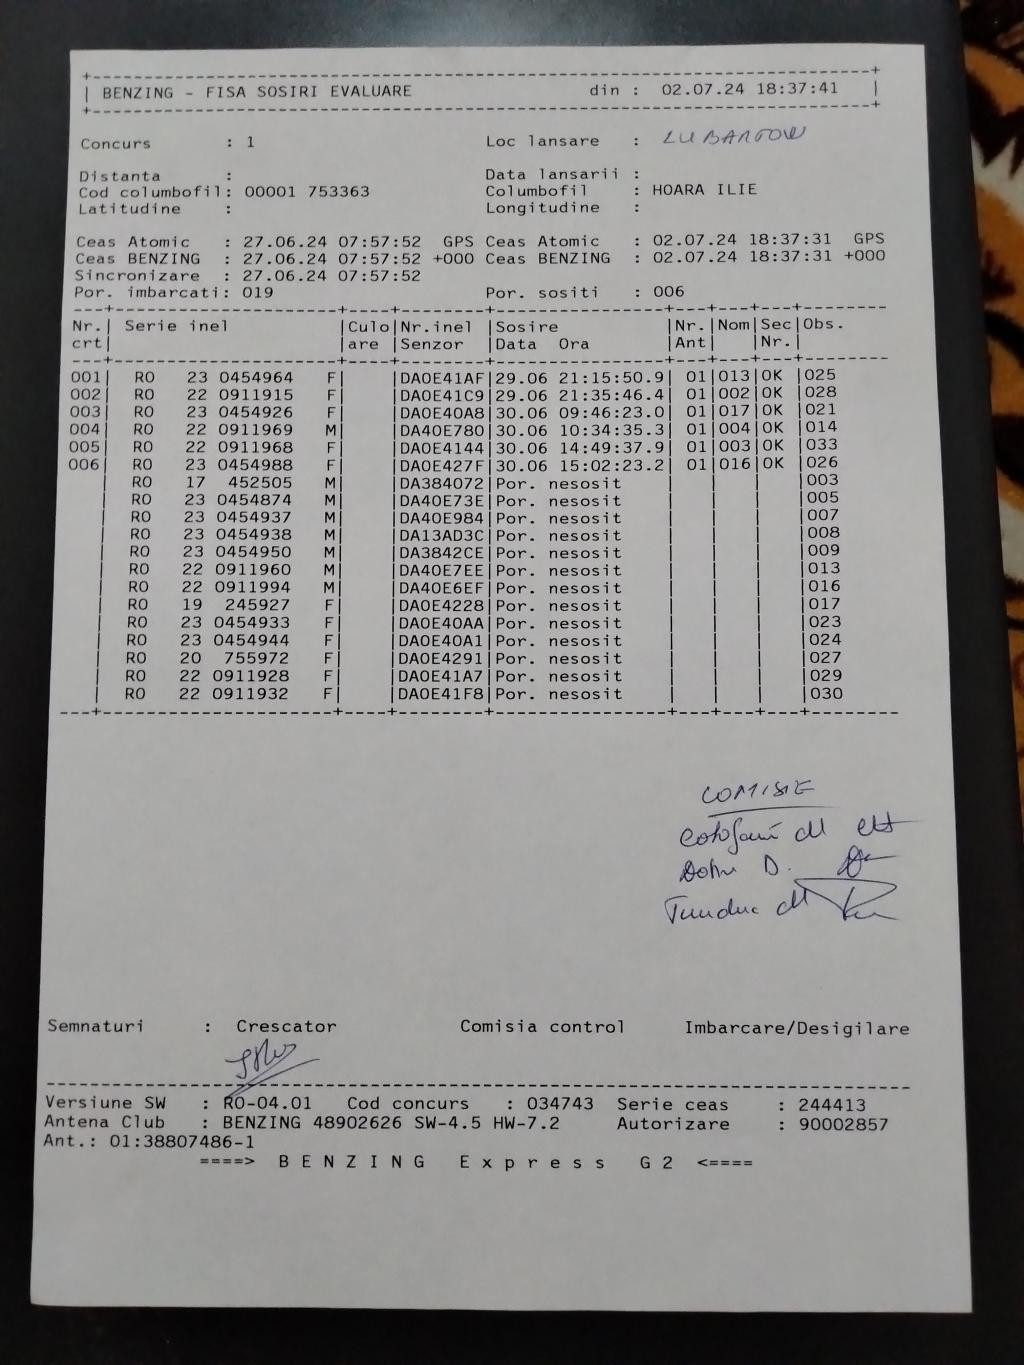 BENZING - FISA SOSIRI EVALUARE din : 02.07.24 18:37:41
Concurs : 1 Loc lansare : LUBARTOW
Distanta : Data lansarii :
Cod columbofil: 00001 753363 Columbofil : HOARA ILIE
Latitudine : Longitudine :
Ceas Atomic : 27.06.24 07:57:52 GPS Ceas Atomic : 02.07.24 18:37:31 GPS
Ceas BENZING : 27.06.24 07:57:52 +000 Ceas BENZING : 02.07.24 18:37:31 +000
Sincronizare : 27.06.24 07:57:52
Por. imbarcati: 019 Por. sositi : 006
Nr.| Serie inel |Culo|Nr.inel |Sosire |Nr.|Nom|Sec|Obs.
crt| |are |Senzor |Data Ora |Ant| |Nr.|
001| RO 23 0454964 F| |DA0E41AF|29.06 21:15:50.9| 01|013|OK |025
002| RO 22 0911915 F| |DA0E41C9|29.06 21:35:46.4| 01|002|OK |028
003| RO 23 0454926 F| |DA0E40A8|30.06 09:46:23.0| 01|017|OK |021
004| RO 22 0911969 M| |DA40E780|30.06 10:34:35.3| 01|004|OK |014
005| RO 22 0911968 F| |DA0E4144|30.06 14:49:37.9| 01|003|OK |033
006| RO 23 0454988 F| |DA0E427F|30.06 15:02:23.2| 01|016|OK |026
| RO 17 452505 M| |DA384072|Por. nesosit | | | |003
| RO 23 0454874 M| |DA40E73E|Por. nesosit | | | |005
| RO 23 0454937 M| |DA40E984|Por. nesosit | | | |007
| RO 23 0454938 M| |DA13AD3C|Por. nesosit | | | |008
| RO 23 0454950 M| |DA3842CE|Por. nesosit | | | |009
| RO 22 0911960 M| |DA40E7EE|Por. nesosit | | | |013
| RO 22 0911994 M| |DA40E6EF|Por. nesosit | | | |016
| RO 19 245927 F| |DA0E4228|Por. nesosit | | | |017
| RO 23 0454933 F| |DA0E40AA|Por. nesosit | | | |023
| RO 23 0454944 F| |DA0E40A1|Por. nesosit | | | |024
| RO 20 755972 F| |DA0E4291|Por. nesosit | | | |027
| RO 22 0911928 F| |DA0E41A7|Por. nesosit | | | |029
| RO 22 0911932 F| |DA0E41F8|Por. nesosit | | | |030
COMISIE
D.
Semnaturi : Crescator Comisia control Imbarcare/Desigilare
Versiune SW : RO-04.01 Cod concurs : 034743 Serie ceas : 244413
Antena Club : BENZING 48902626 SW-4.5 HW-7.2 Autorizare : 90002857
Ant.: 01:38807486-1
====> B E N Z I N G E x p r e s s G 2 <====